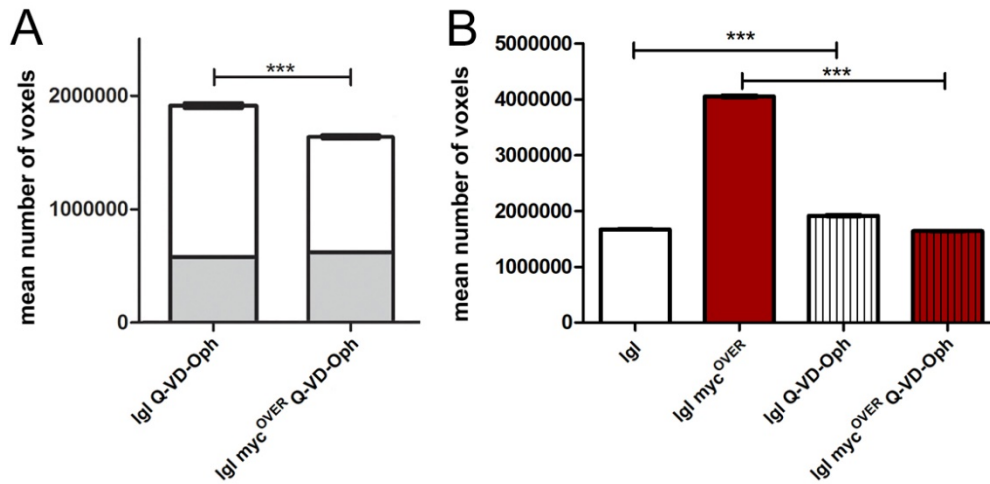 A
mean number of voxels
2000000
1000000
0
***
lgl Q-VD-Oph
lgl myc^OVER Q-VD-Oph
B
mean number of voxels
5000000
4000000
3000000
2000000
1000000
0
***
***
lgl
lgl myc^OVER
lgl Q-VD-Oph
lgl myc^OVER Q-VD-Oph